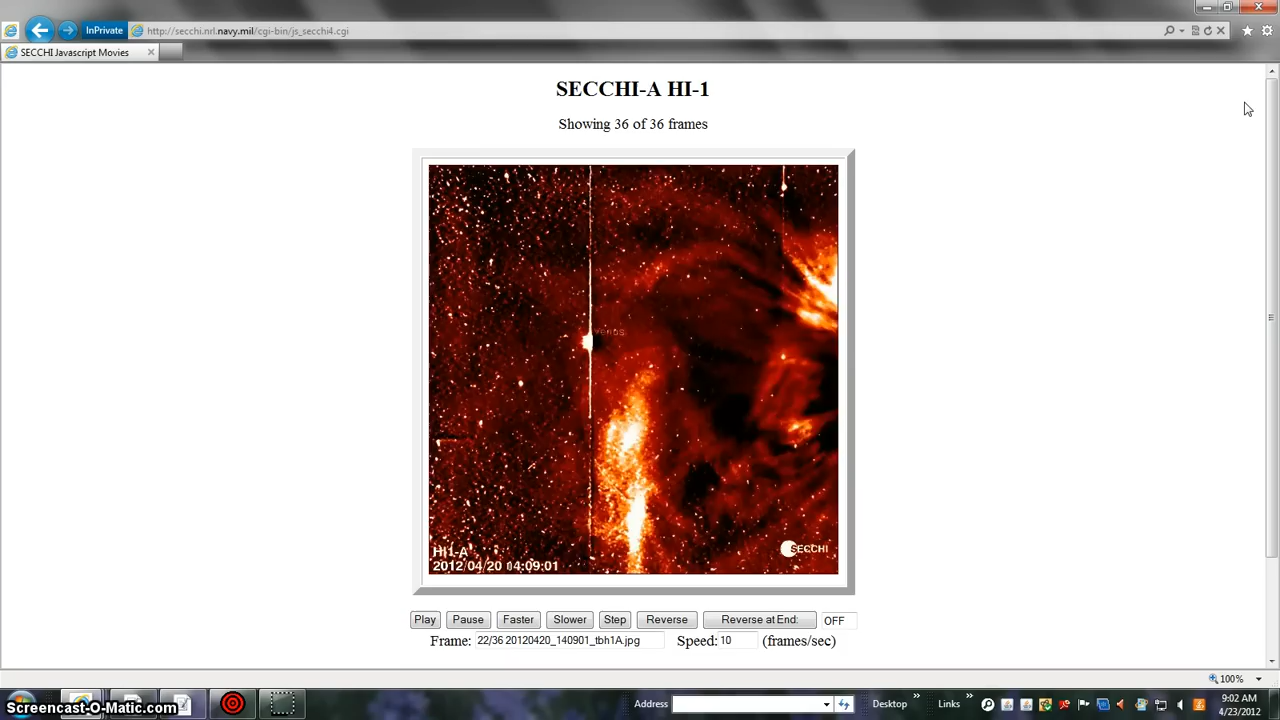 InPrivate
http://secchi.nrl.navy.mil/cgi-bin/js_secchi4.cgi
SECCHI Javascript Movies
SECCHI-A HI-1
Showing 36 of 36 frames
Venus
HI1-A
2012/04/20 14:09:01
SECCHI
Play
Pause
Faster
Slower
Step
Reverse
Reverse at End:
OFF
Frame: 22/36 20120420_140901_tbh1A.jpg Speed: 10 (frames/sec)
100%
Screencast-O-Matic.com
Address
Desktop
Links
9:02 AM
4/23/2012